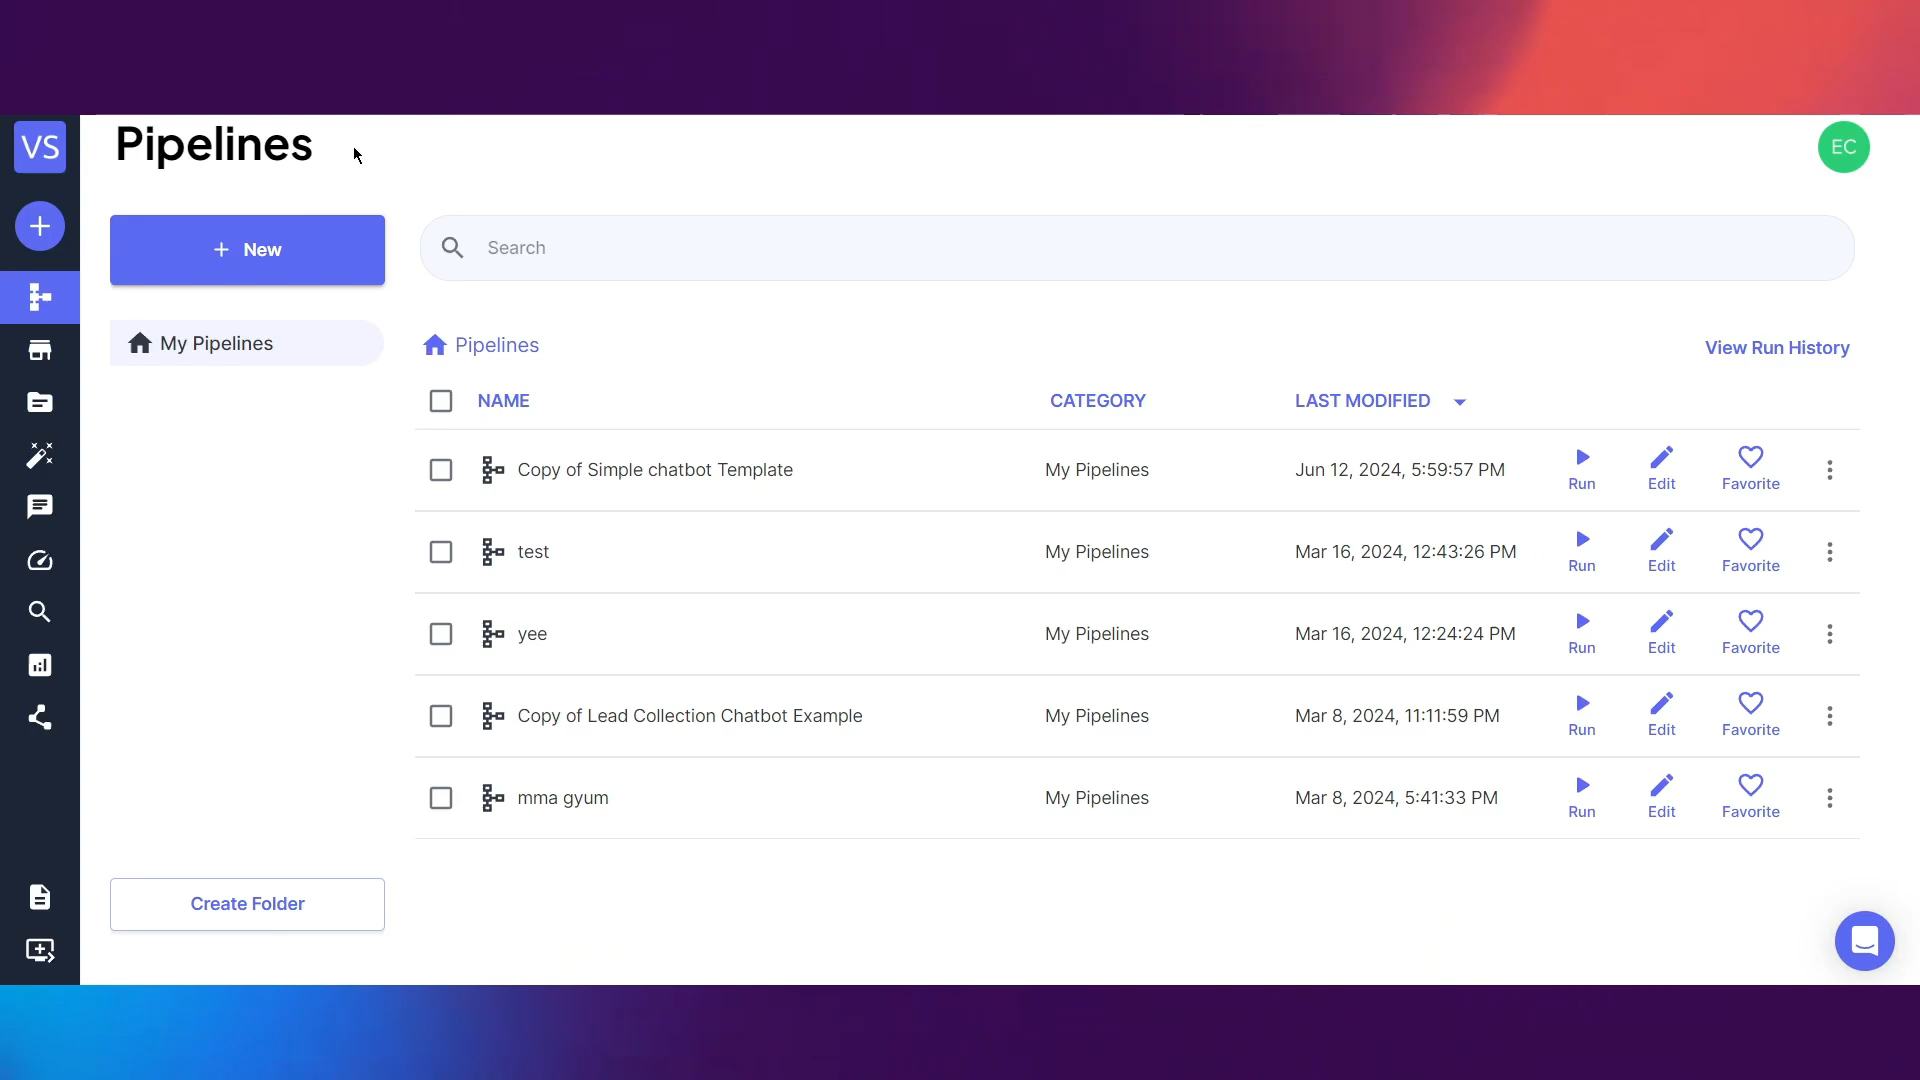 VS
Pipelines
EC
+ New
Search
My Pipelines
Pipelines
View Run History
NAME CATEGORY LAST MODIFIED
Copy of Simple chatbot Template My Pipelines Jun 12, 2024, 5:59:57 PM Run Edit Favorite
test My Pipelines Mar 16, 2024, 12:43:26 PM Run Edit Favorite
yee My Pipelines Mar 16, 2024, 12:24:24 PM Run Edit Favorite
Copy of Lead Collection Chatbot Example My Pipelines Mar 8, 2024, 11:11:59 PM Run Edit Favorite
mma gyum My Pipelines Mar 8, 2024, 5:41:33 PM Run Edit Favorite
Create Folder